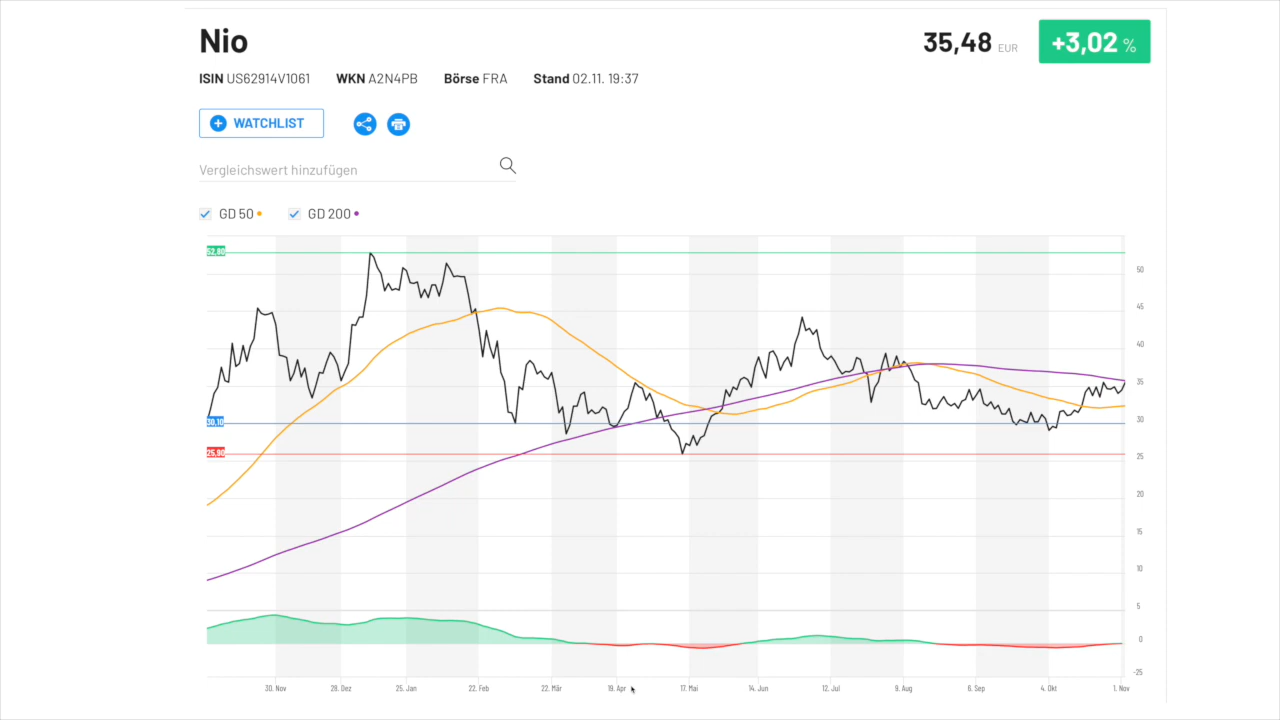 Nio
35,48 EUR
+3,02 %
ISIN US62914V1061 WKN A2N4PB Börse FRA Stand 02.11. 19:37
WATCHLIST
Vergleichswert hinzufügen
GD 50 GD 200
52,80
50
45
40
35
30,10
30
25,90
25
20
15
10
5
0
-25
30. Nov 28. Dez 25. Jan 22. Feb 22. Mär 19. Apr 17. Mai 14. Jun 12. Jul 9. Aug 6. Sep 4. Okt 1. Nov